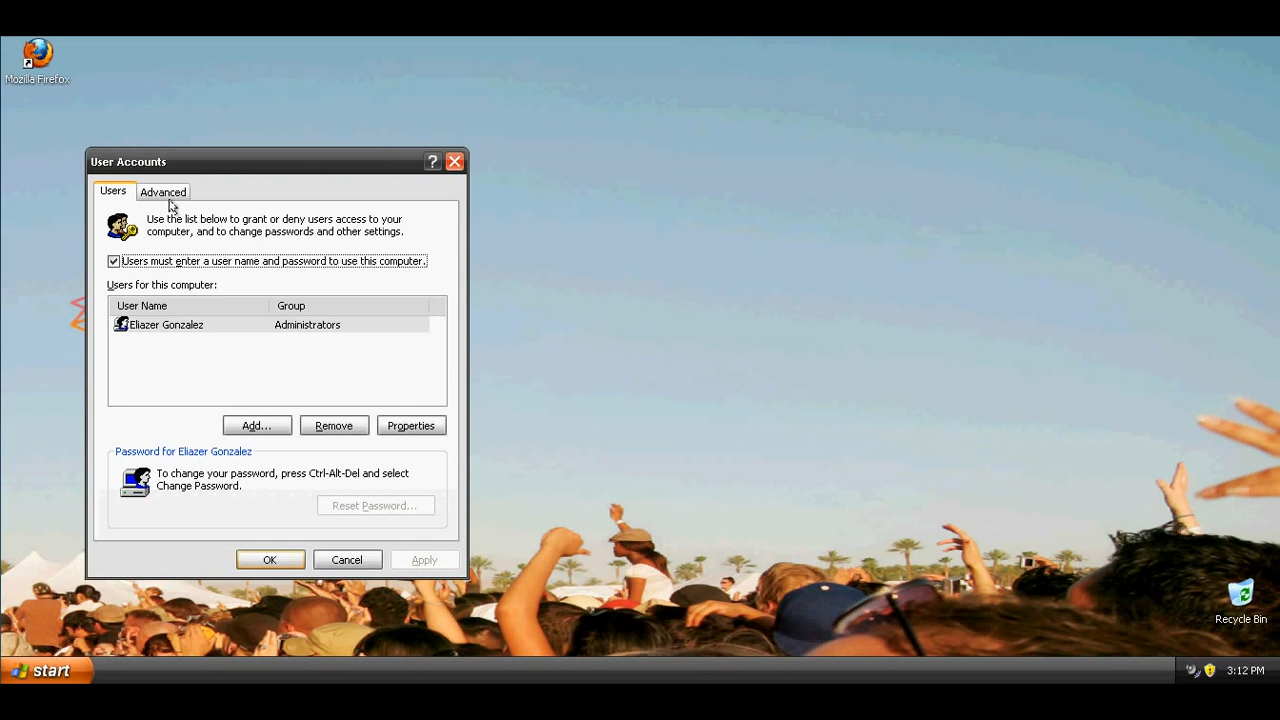 Mozilla Firefox
User Accounts
Users Advanced
Use the list below to grant or deny users access to your
computer, and to change passwords and other settings.
Users must enter a user name and password to use this computer.
Users for this computer:
User Name Group
Eliazer Gonzalez Administrators
Add... Remove Properties
Password for Eliazer Gonzalez
To change your password, press Ctrl-Alt-Del and select
Change Password.
Reset Password...
OK Cancel Apply
Recycle Bin
start 3:12 PM